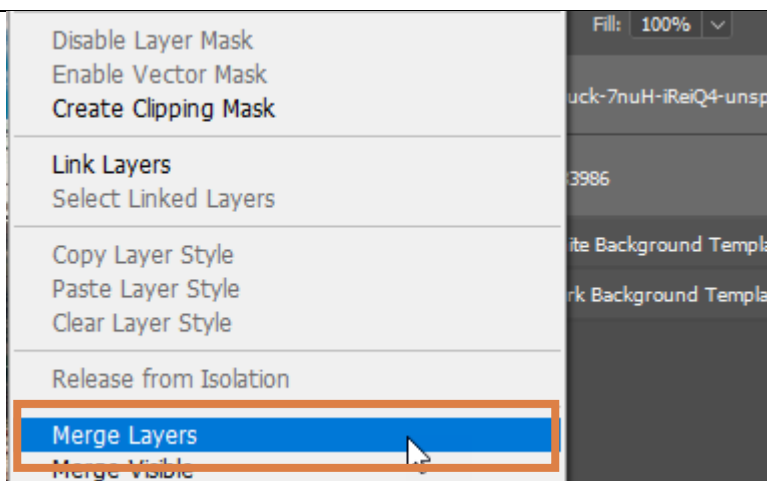 Disable Layer Mask
Enable Vector Mask
Create Clipping Mask
Link Layers
Select Linked Layers
Copy Layer Style
Paste Layer Style
Clear Layer Style
Release from Isolation
Merge Layers
Merge Visible
Fill: 100%
uck-7nuH-iReiQ4-unsp
3986
ite Background Templa
rk Background Templa